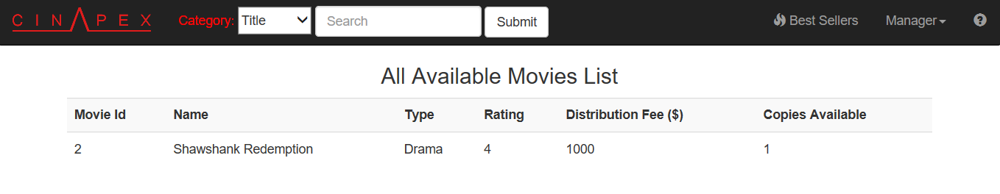 CINAPEX Category: Title Search Submit Best Sellers Manager
All Available Movies List
Movie Id Name Type Rating Distribution Fee ($) Copies Available
2 Shawshank Redemption Drama 4 1000 1